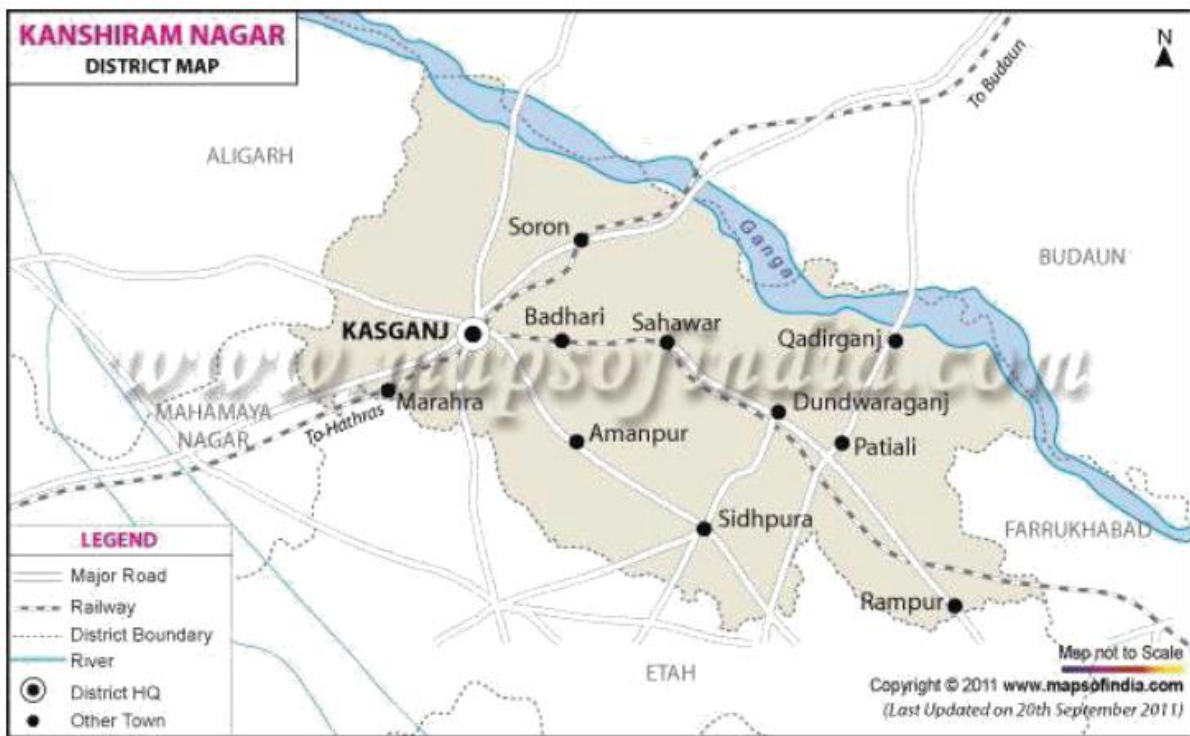 KANSHIRAM NAGAR
DISTRICT MAP
N
To Budaun
ALIGARH
Soron
Ganga
BUDAUN
KASGANJ
Badhari
Sahawar
Qadirganj
www.mapsofindia.com
MAHAMAYA
NAGAR
To Hathras
Marahra
Dundwaraganj
Amanpur
Patiali
Sidhpura
FARRUKHABAD
Rampur
ETAH
LEGEND
Major Road
Railway
District Boundary
River
District HQ
Other Town
Map not to Scale
Copyright © 2011 www.mapsofindia.com
(Last Updated on 20th September 2011)